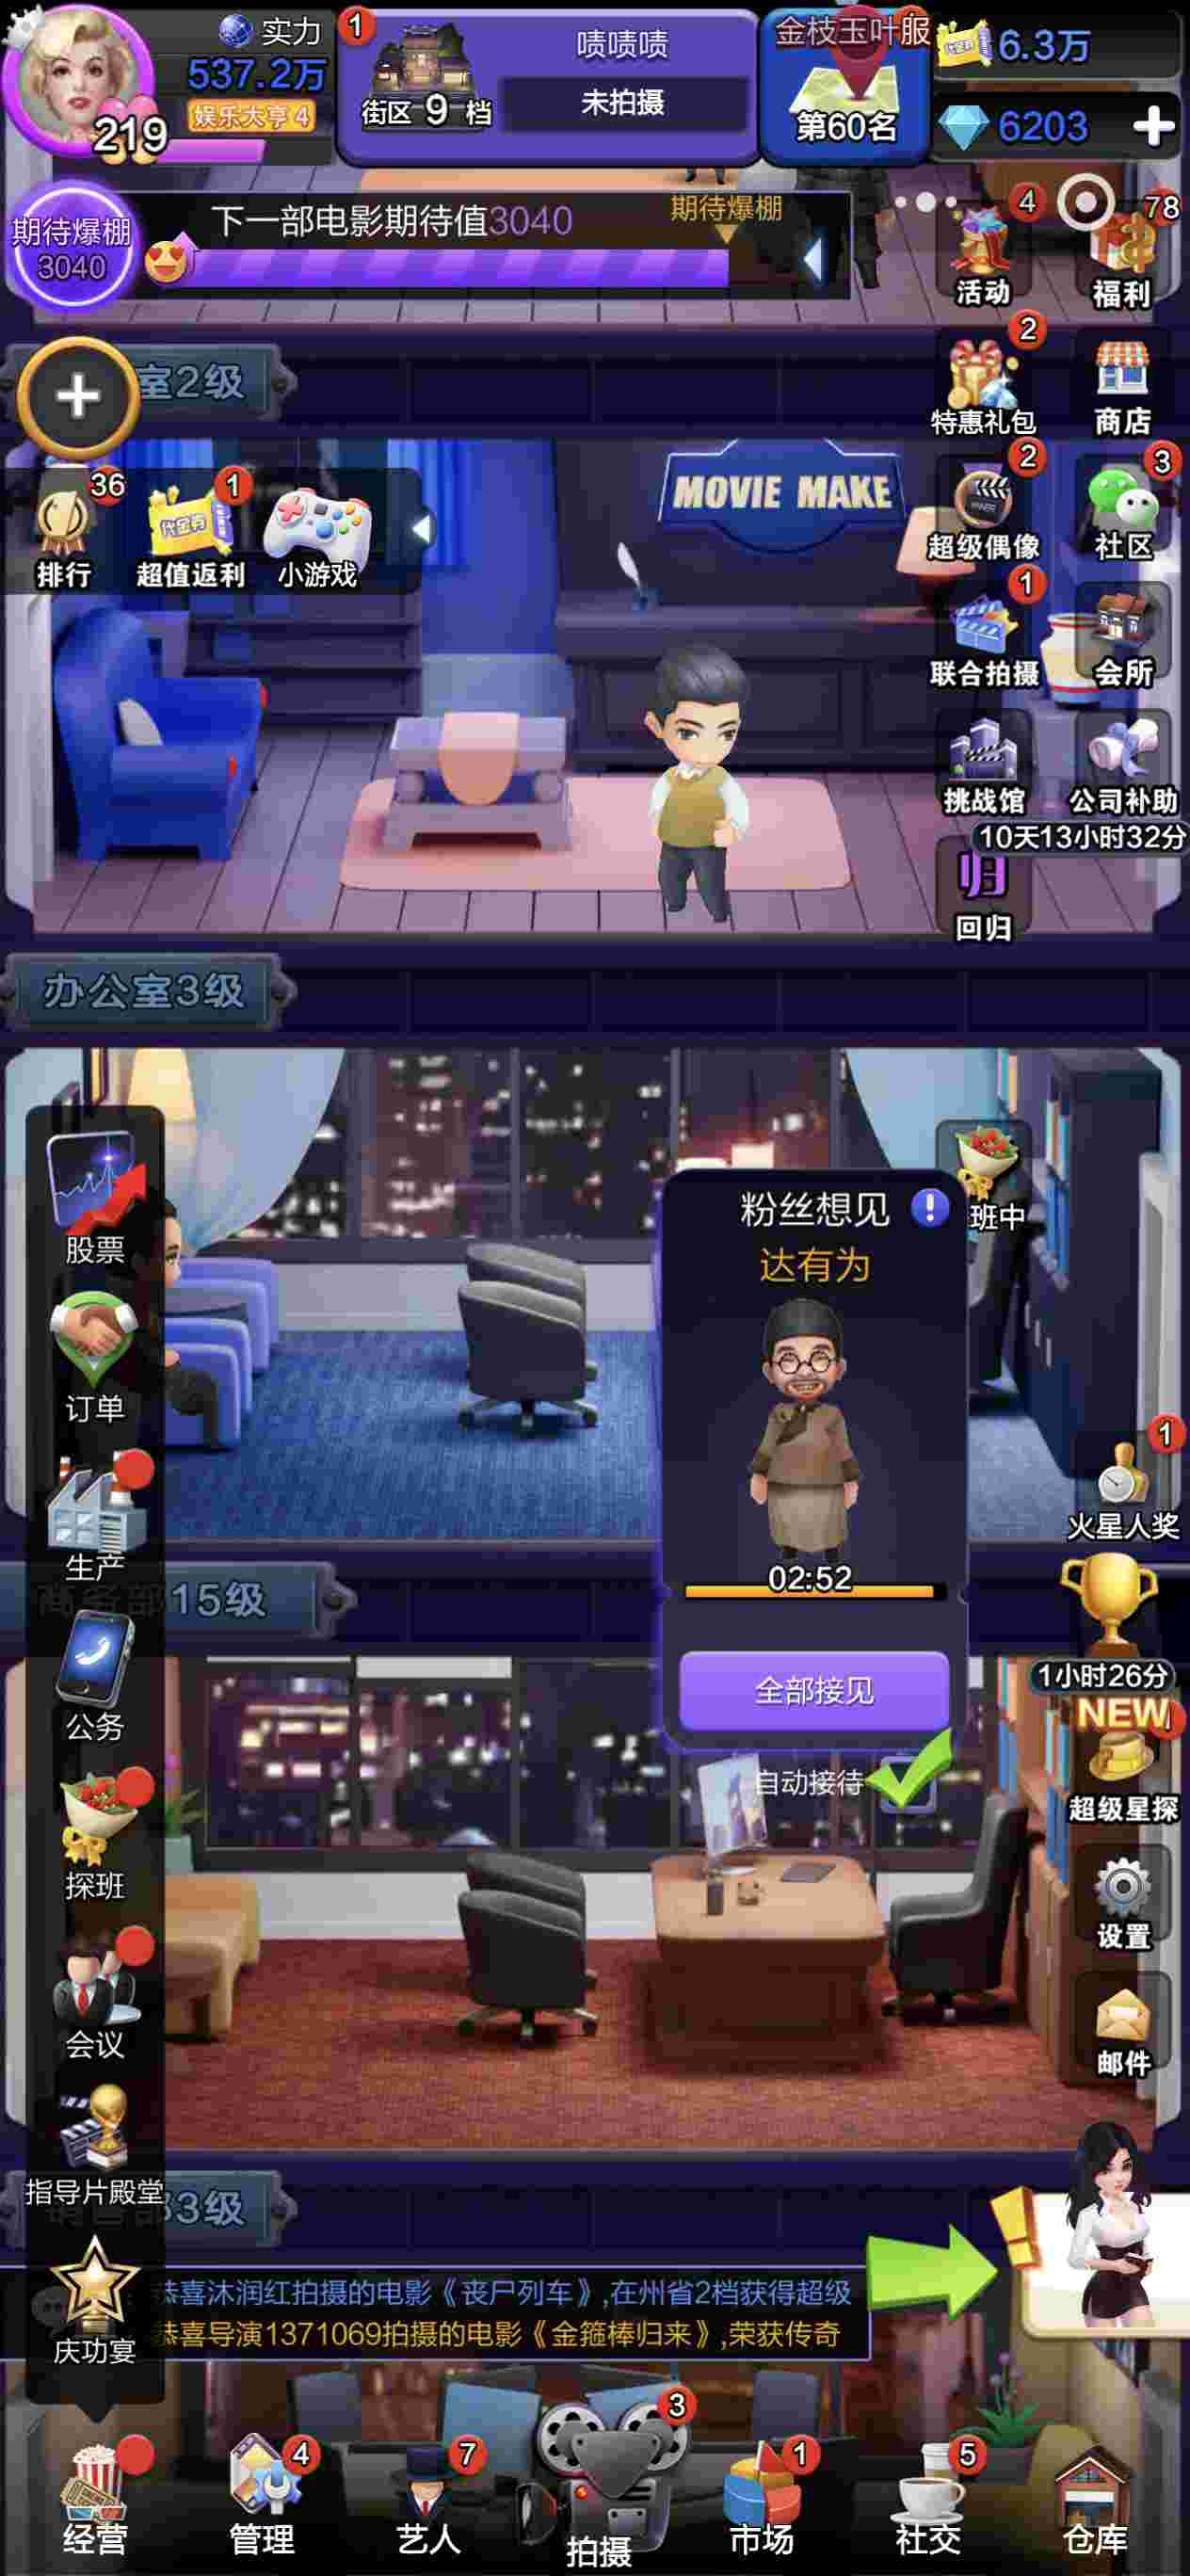 实力
537.2万
娱乐大亨 4
219
1
街区 9 档
啧啧啧
未拍摄
金枝玉叶服
第60名
6.3万
6203
期待爆棚
3040
下一部电影期待值3040
期待爆棚
4
活动
78
福利
室2级
2
特惠礼包
商店
36
排行
1
超值返利
小游戏
MOVIE MAKE
2
超级偶像
3
社区
1
联合拍摄
会所
挑战馆
公司补助
10天13小时32分
归
回归
办公室3级
股票
订单
生产
公务
探班
会议
指导片殿堂
庆功宴
粉丝想见
达有为
02:52
全部接见
自动接待
班中
1
火星人奖
1小时26分
NEW
超级星探
设置
邮件
商务部15级
部3级
恭喜沐润红拍摄的电影《丧尸列车》,在州省2档获得超级
恭喜导演1371069拍摄的电影《金箍棒归来》,荣获传奇
经营
4
管理
7
艺人
3
拍摄
1
市场
5
社交
仓库